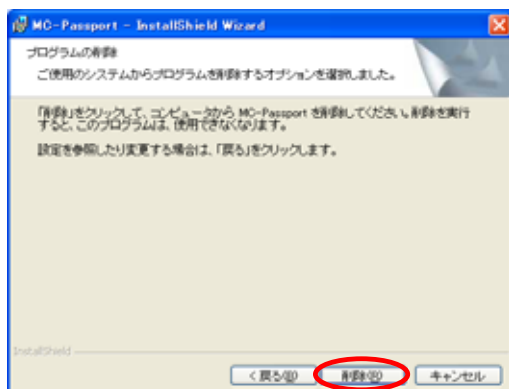 MC-Passport - InstallShield Wizard
プログラムの削除
ご使用のシステムからプログラムを削除するオプションを選択しました。
「削除」をクリックして、コンピュータから MC-Passport を削除してください。削除を実行
すると、このプログラムは、使用できなくなります。
設定を参照したり変更する場合は、「戻る」をクリックします。
InstallShield
< 戻る(B)
削除(R)
キャンセル